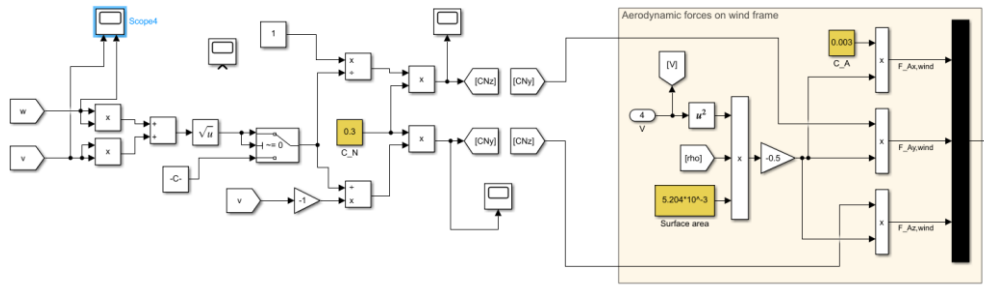 Aerodynamic forces on wind frame
Scope4
1
x
÷
x
[CNz]
[CNy]
[V]
0.003
C_A
x
F_Ax,wind
w
x
+
+
√u
~= 0
0.3
C_N
x
[CNy]
[CNz]
4
V
u²
[rho]
x
-0.5
x
F_Ay,wind
v
x
-C-
v
-1
÷
x
5.204*10^-3
Surface area
x
F_Az,wind